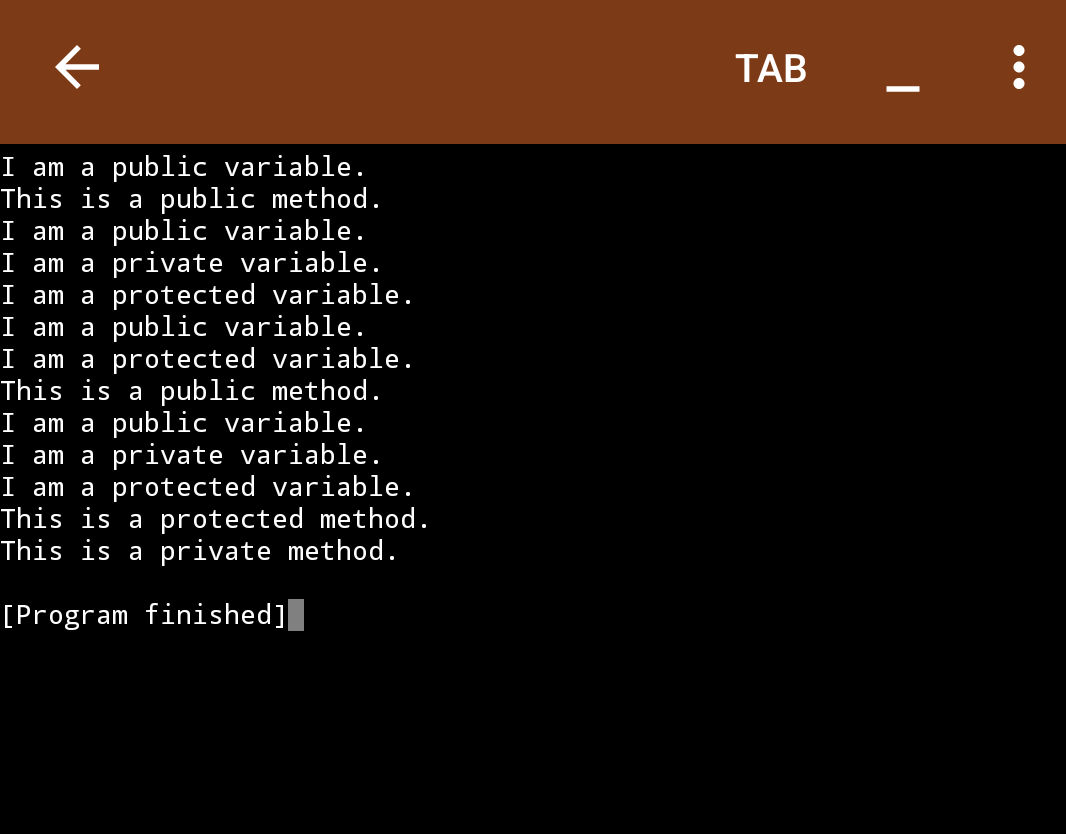 TAB _
I am a public variable.
This is a public method.
I am a public variable.
I am a private variable.
I am a protected variable.
I am a public variable.
I am a protected variable.
This is a public method.
I am a public variable.
I am a private variable.
I am a protected variable.
This is a protected method.
This is a private method.
[Program finished]